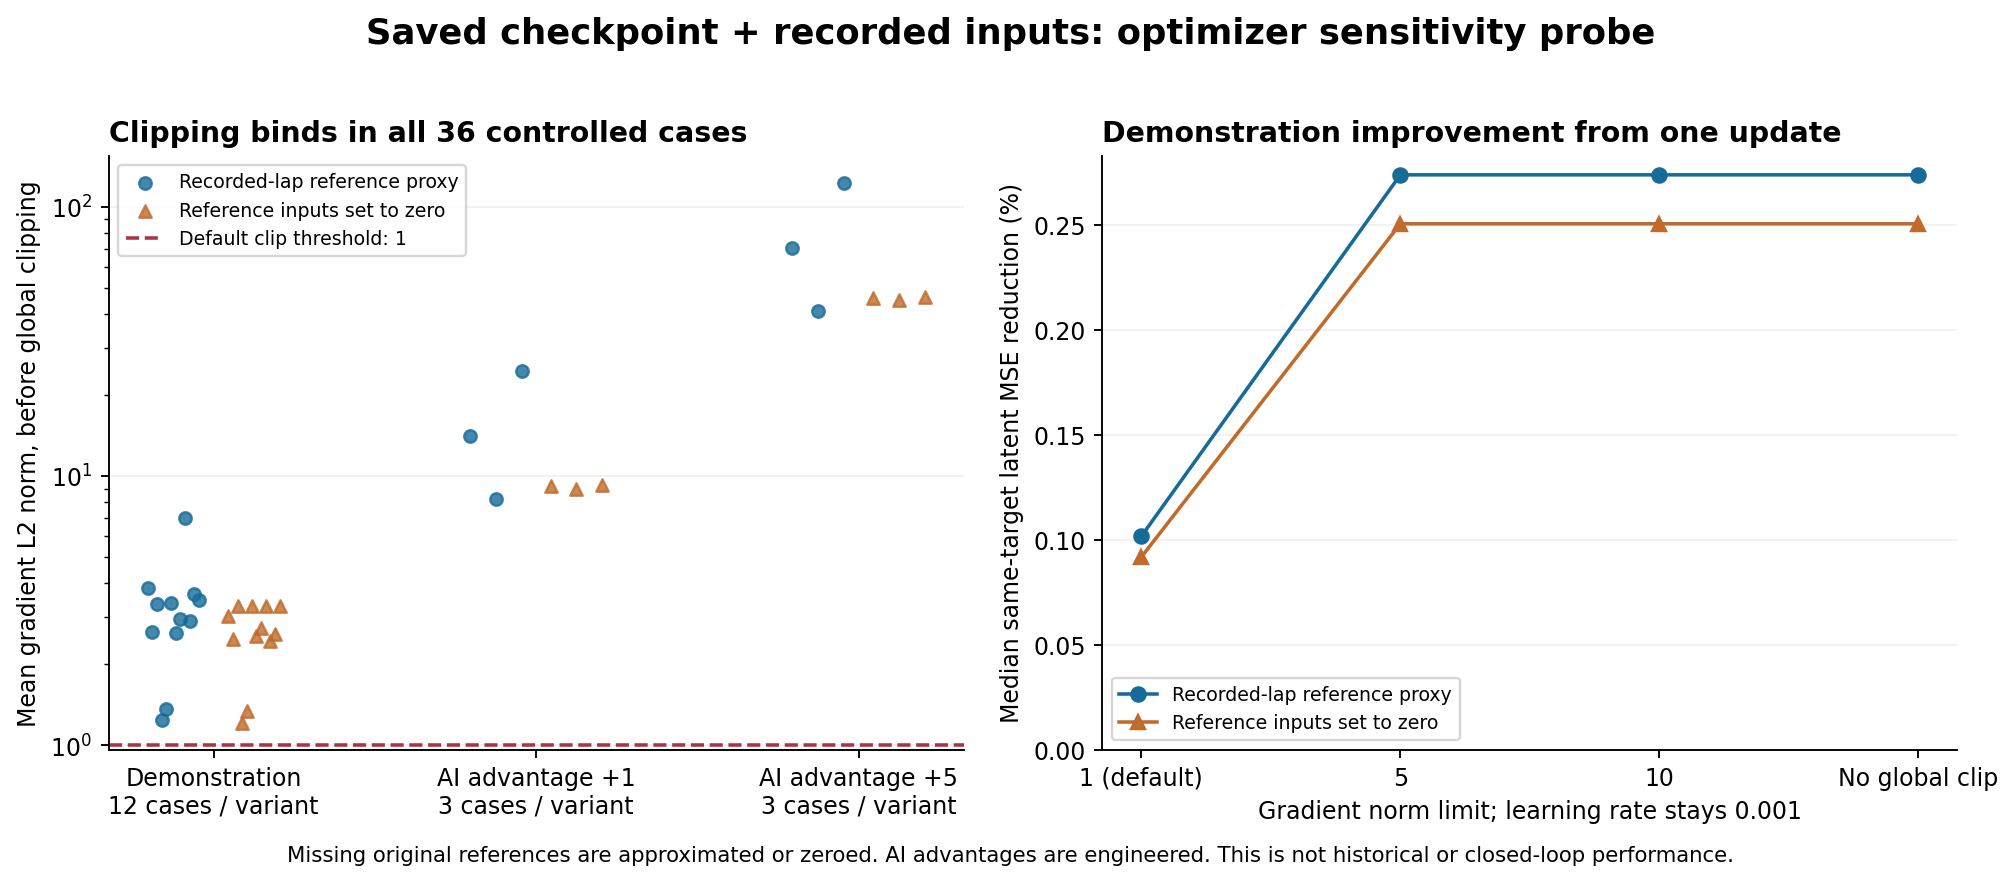 Saved checkpoint + recorded inputs: optimizer sensitivity probe
Clipping binds in all 36 controlled cases
Mean gradient L2 norm, before global clipping
10²
10¹
10⁰
Recorded-lap reference proxy
Reference inputs set to zero
Default clip threshold: 1
Demonstration
12 cases / variant
AI advantage +1
3 cases / variant
AI advantage +5
3 cases / variant
Demonstration improvement from one update
Median same-target latent MSE reduction (%)
0.25
0.20
0.15
0.10
0.05
0.00
Recorded-lap reference proxy
Reference inputs set to zero
1 (default)
5
10
No global clip
Gradient norm limit; learning rate stays 0.001
Missing original references are approximated or zeroed. AI advantages are engineered. This is not historical or closed-loop performance.